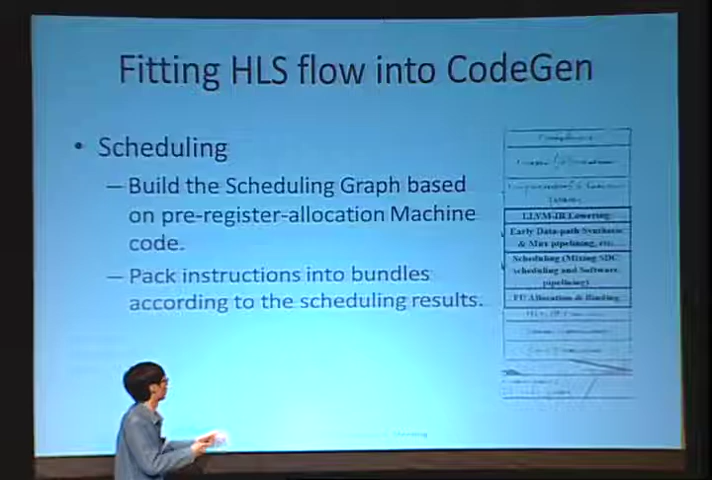 Fitting HLS flow into CodeGen
• Scheduling
– Build the Scheduling Graph based
on pre-register-allocation Machine
code.
– Pack instructions into bundles
according to the scheduling results.
LLVM-IR Lowering
Early Data-path Synthesis
& Mux pipelining, etc.
Scheduling (Mixing SDC
scheduling and Software
pipelining)
FU Allocation & Binding